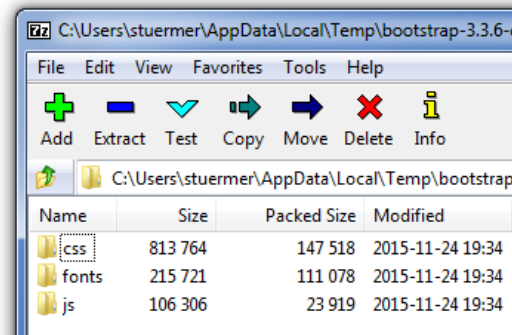 7z C:\Users\stuermer\AppData\Local\Temp\bootstrap-3.3.6-
File Edit View Favorites Tools Help
Add Extract Test Copy Move Delete Info
C:\Users\stuermer\AppData\Local\Temp\bootstrap
Name Size Packed Size Modified
css 813 764 147 518 2015-11-24 19:34
fonts 215 721 111 078 2015-11-24 19:34
js 106 306 23 919 2015-11-24 19:34